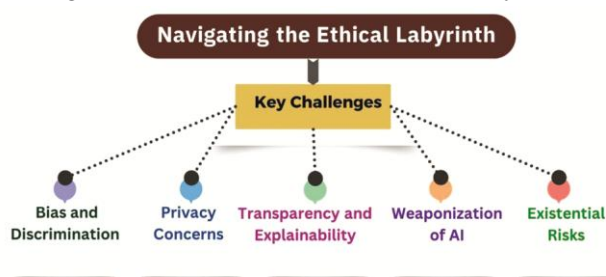 Navigating the Ethical Labyrinth
Key Challenges
Bias and
Discrimination
Privacy
Concerns
Transparency and
Explainability
Weaponization
of AI
Existential
Risks